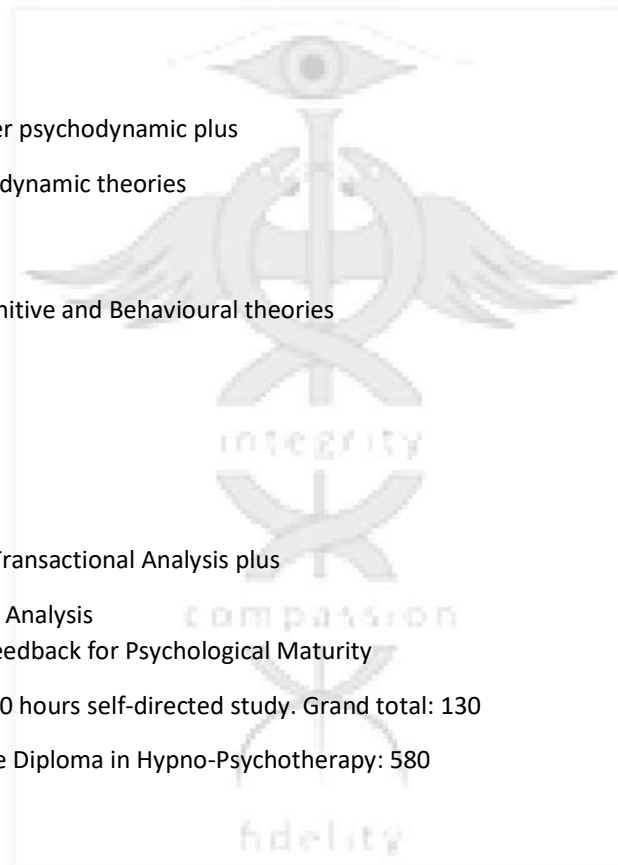 er psychodynamic plus
dynamic theories
nitive and Behavioural theories
integrity
Transactional Analysis plus
Analysis
compassion
eedback for Psychological Maturity
0 hours self-directed study. Grand total: 130
e Diploma in Hypno-Psychotherapy: 580
fidelity